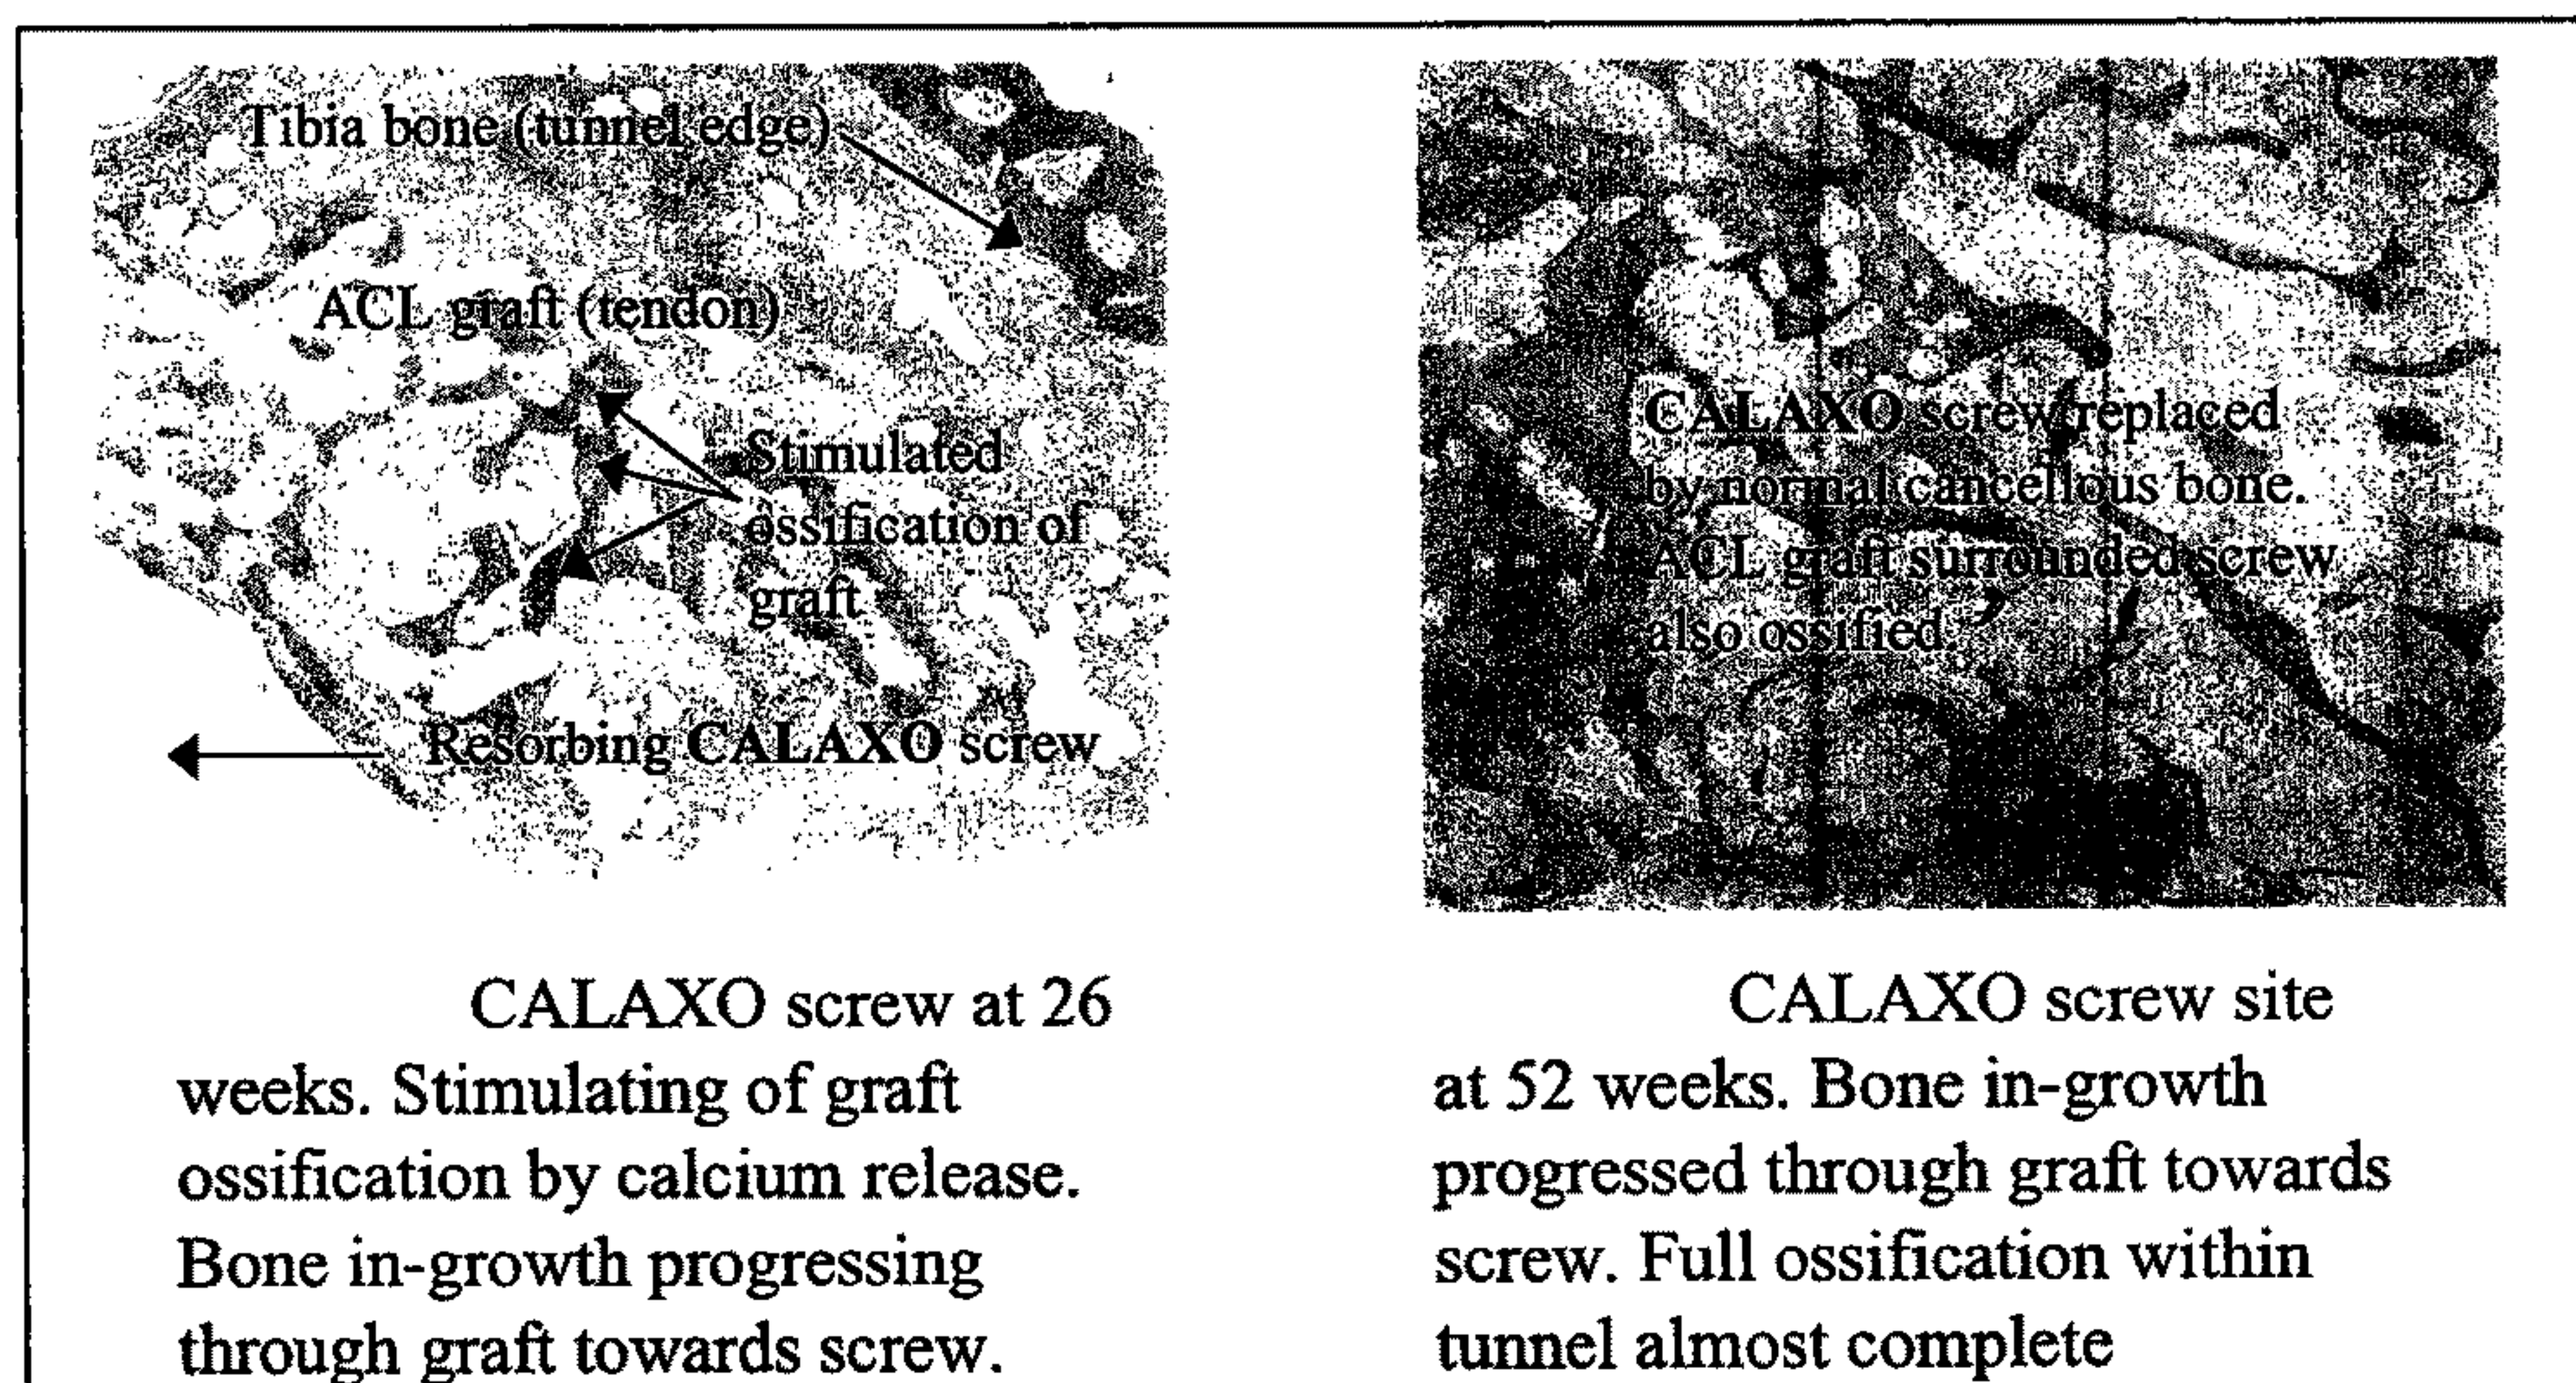 Tibia bone (tunnel edge)
ACL graft (tendon)
Stimulated
ossification of
graft
Resorbing CALAXO screw
CALAXO screw replaced
by normal cancellous bone.
ACL graft surrounded screw
also ossified.
CALAXO screw at 26
weeks. Stimulating of graft
ossification by calcium release.
Bone in-growth progressing
through graft towards screw.
CALAXO screw site
at 52 weeks. Bone in-growth
progressed through graft towards
screw. Full ossification within
tunnel almost complete